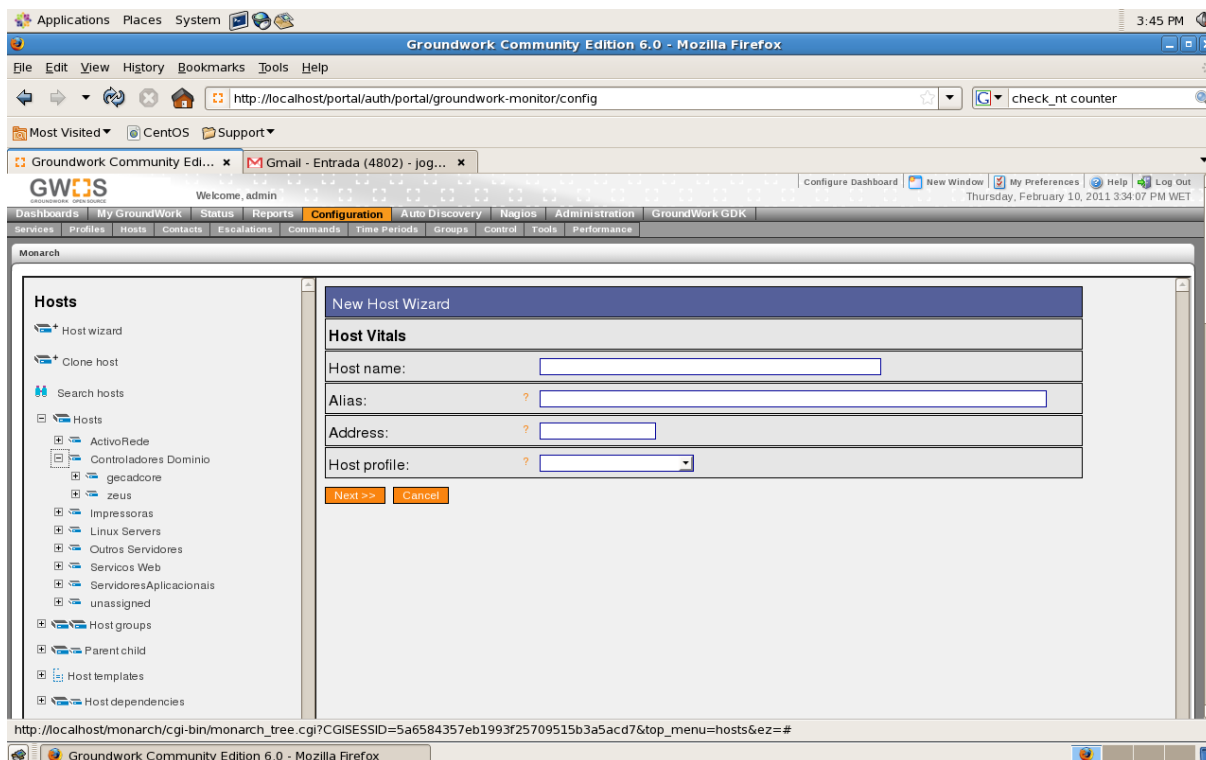 Applications Places System 3:45 PM
Groundwork Community Edition 6.0 - Mozilla Firefox
File Edit View History Bookmarks Tools Help
http://localhost/portal/auth/portal/groundwork-monitor/config G check_nt counter
Most Visited CentOS Support
Groundwork Community Edi... Gmail - Entrada (4802) - jog...
GWOS
GROUNDWORK OPEN SOURCE
Welcome, admin
Configure Dashboard New Window My Preferences Help Log Out
Thursday, February 10, 2011 3:34:07 PM WET
Dashboards My GroundWork Status Reports Configuration Auto Discovery Nagios Administration GroundWork GDK
Services Profiles Hosts Contacts Escalations Commands Time Periods Groups Control Tools Performance
Monarch
Hosts
Host wizard
Clone host
Search hosts
Hosts
ActivoRede
Controladores Dominio
gecadcore
zeus
Impressoras
Linux Servers
Outros Servidores
Servicos Web
ServidoresAplicacionais
unassigned
Host groups
Parent child
Host templates
Host dependencies
New Host Wizard
Host Vitals
Host name:
Alias: ?
Address: ?
Host profile: ?
Next >> Cancel
http://localhost/monarch/cgi-bin/monarch_tree.cgi?CGISESSID=5a6584357eb1993f25709515b3a5acd7&top_menu=hosts&ez=#
Groundwork Community Edition 6.0 - Mozilla Firefox